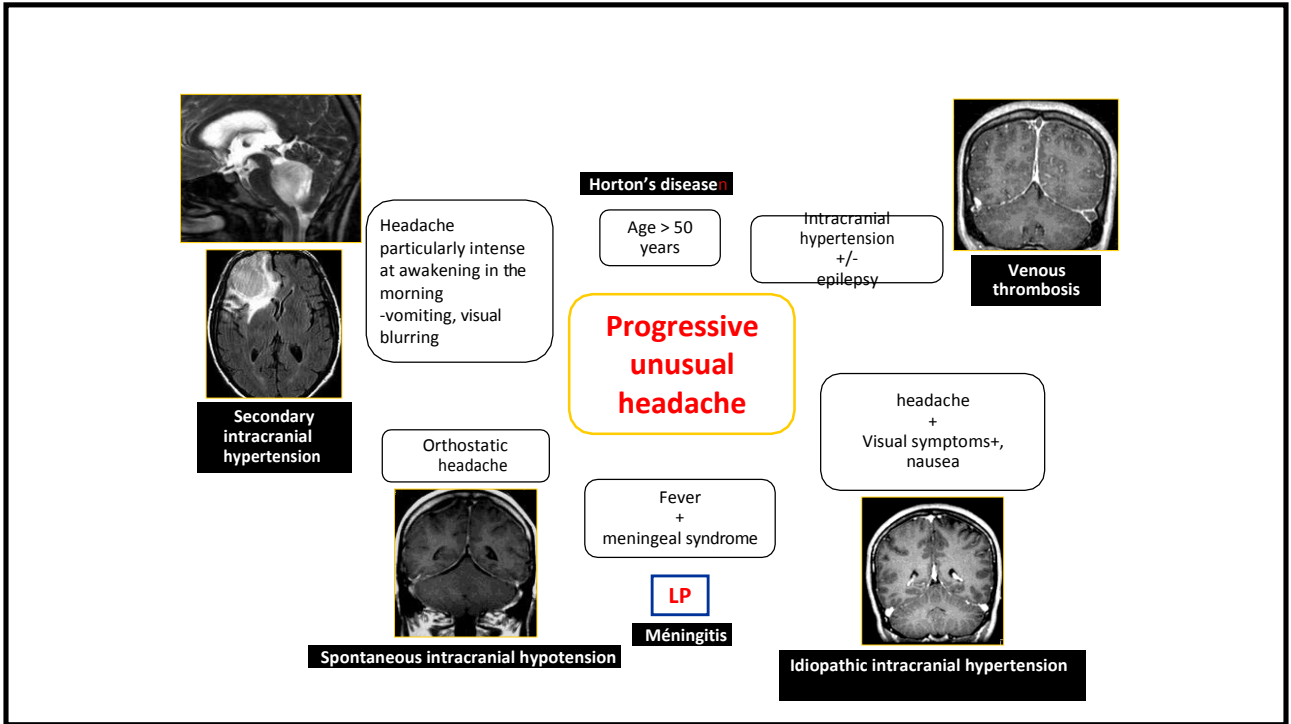 Horton's diseasen
Age > 50
years
Intracranial
hypertension
+/-
epilepsy
Venous
thrombosis
Headache
particularly intense
at awakening in the
morning
-vomiting, visual
blurring
Secondary
intracranial
hypertension
Progressive
unusual
headache
headache
+
Visual symptoms+,
nausea
Idiopathic intracranial hypertension
Orthostatic
headache
Spontaneous intracranial hypotension
Fever
+
meningeal syndrome
LP
Méningitis